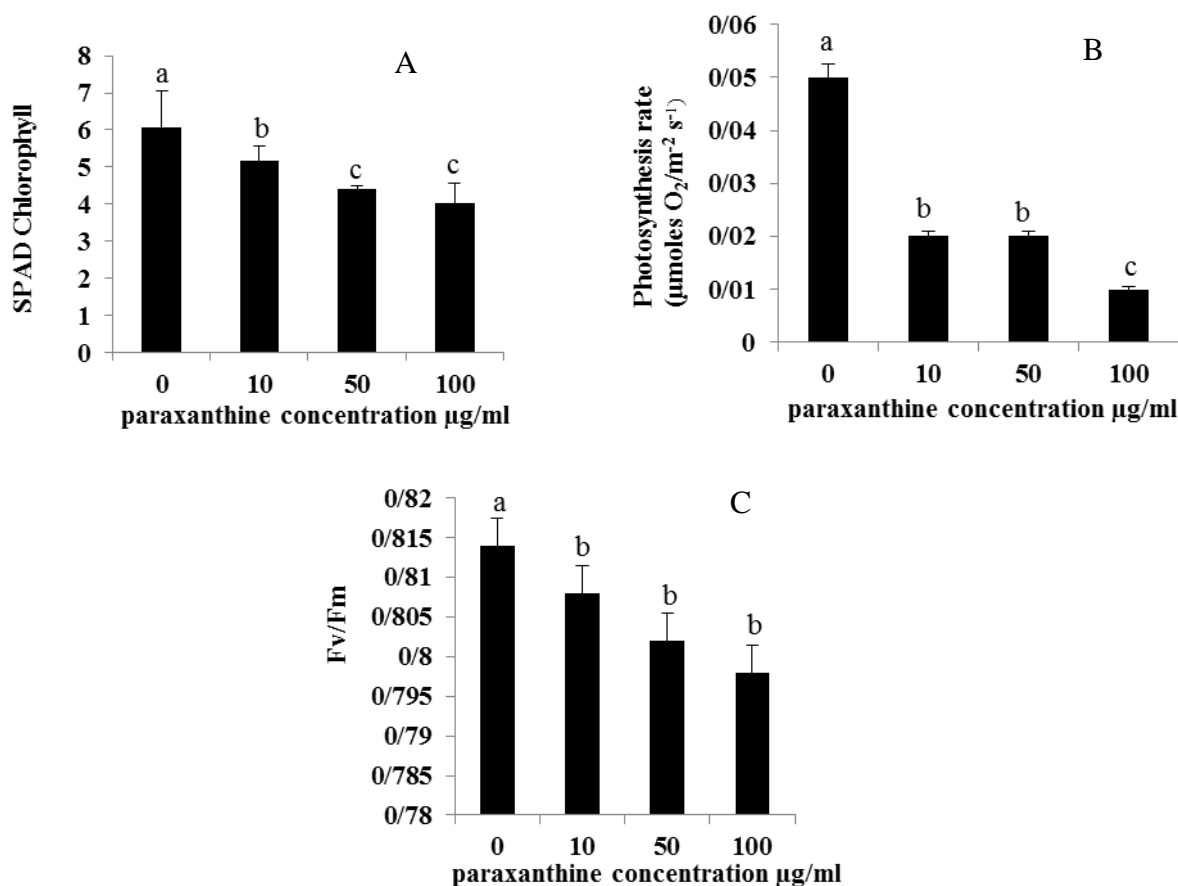 A
SPAD Chlorophyll
8
7
6
5
4
3
2
1
0
a
b
c
c
0 10 50 100
paraxanthine concentration µg/ml
B
Photosynthesis rate
(µmoles O₂/m⁻² s⁻¹)
0/06
0/05
0/04
0/03
0/02
0/01
0
a
b
b
c
0 10 50 100
paraxanthine concentration µg/ml
C
Fv/Fm
0/82
0/815
0/81
0/805
0/8
0/795
0/79
0/785
0/78
a
b
b
b
0 10 50 100
paraxanthine concentration µg/ml